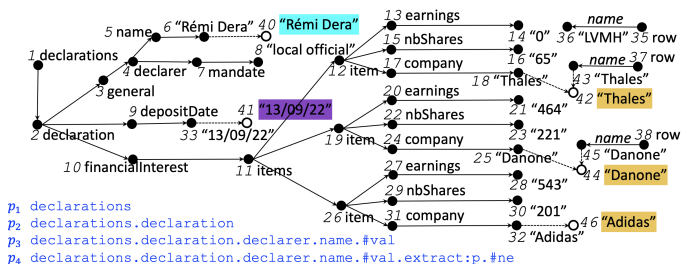 13 earnings
name
5 name
6 "Rémi Dera"
40 "Rémi Dera"
14 "0"
36 "LVMH" 35 row
15 nbShares
8 "local official"
1 declarations
16 "65"
name 37 row
12 item
17 company
4 declarer 7 mandate
18 "Thales"
43 "Thales"
3 general
42 "Thales"
20 earnings
9 depositDate
41 "13/09/22"
21 "464"
22 nbShares
2 declaration
33 "13/09/22"
19 item
23 "221"
name 38 row
24 company
45 "Danone"
25 "Danone"
10 financialInterest
11 items
44 "Danone"
27 earnings
28 "543"
29 nbShares
26 item
30 "201"
31 company
46 "Adidas"
32 "Adidas"
p1 declarations
p2 declarations.declaration
p3 declarations.declaration.declarer.name.#val
p4 declarations.declaration.declarer.name.#val.extract:p.#ne